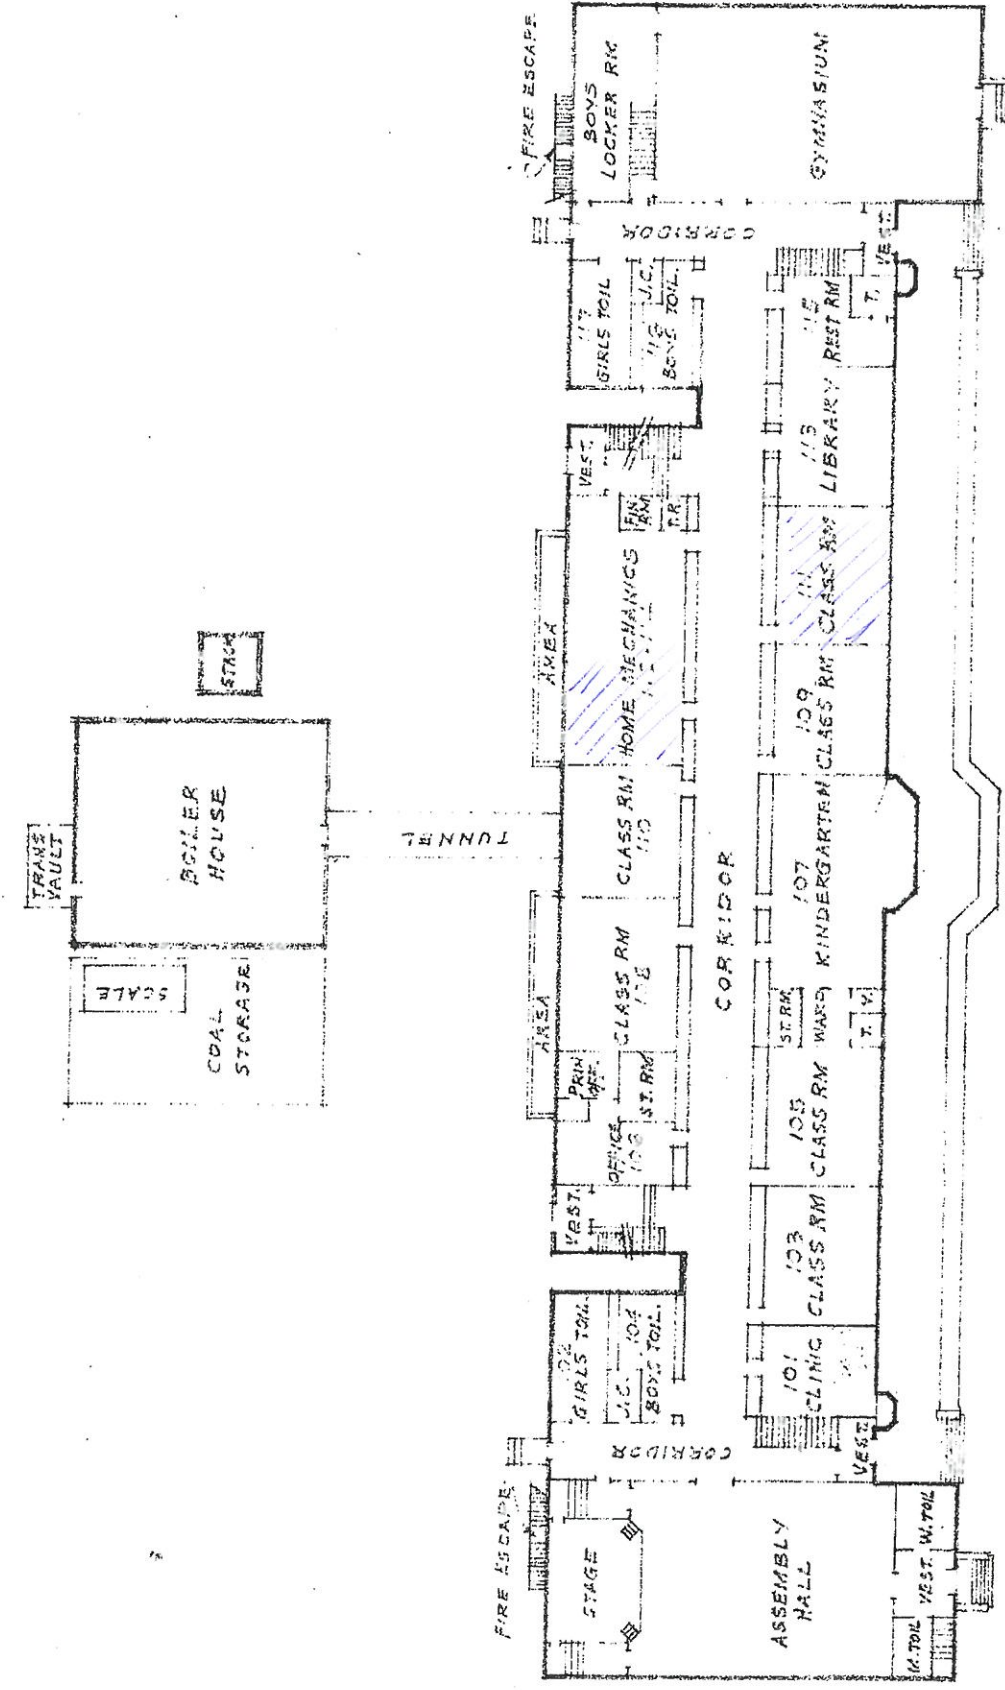 TRANS
VAULT
BOILER
HOUSE
STACK
SCALE
COAL
STORAGE
TUNNEL
FIRE ESCAPE
STAGE
ASSEMBLY
HALL
M. TOIL
VEST.
W. TOIL
CORRIDOR
VEST.
GIRLS TOIL.
J.C.
104
BOYS TOIL.
101
CLINIC
VEST.
103
CLASS RM
OFFICE
106
PRIN
OFF.
ST. RM
105
CLASS RM
AREA
CLASS RM
108
ST. RM.
WARD.
T.
V.
107
KINDERGARTEN
CORRIDOR
CLASS RM
110
AREA
HOME MECHANICS
109
CLASS RM
111
CLASS RM
FIN.
RM
T.R.
VEST.
113
LIBRARY
117
GIRLS TOIL
J.C.
BOYS TOIL.
115
REST RM
T.
CORRIDOR
VEST.
FIRE ESCAPE
BOYS
LOCKER RM
GYMNASIUM